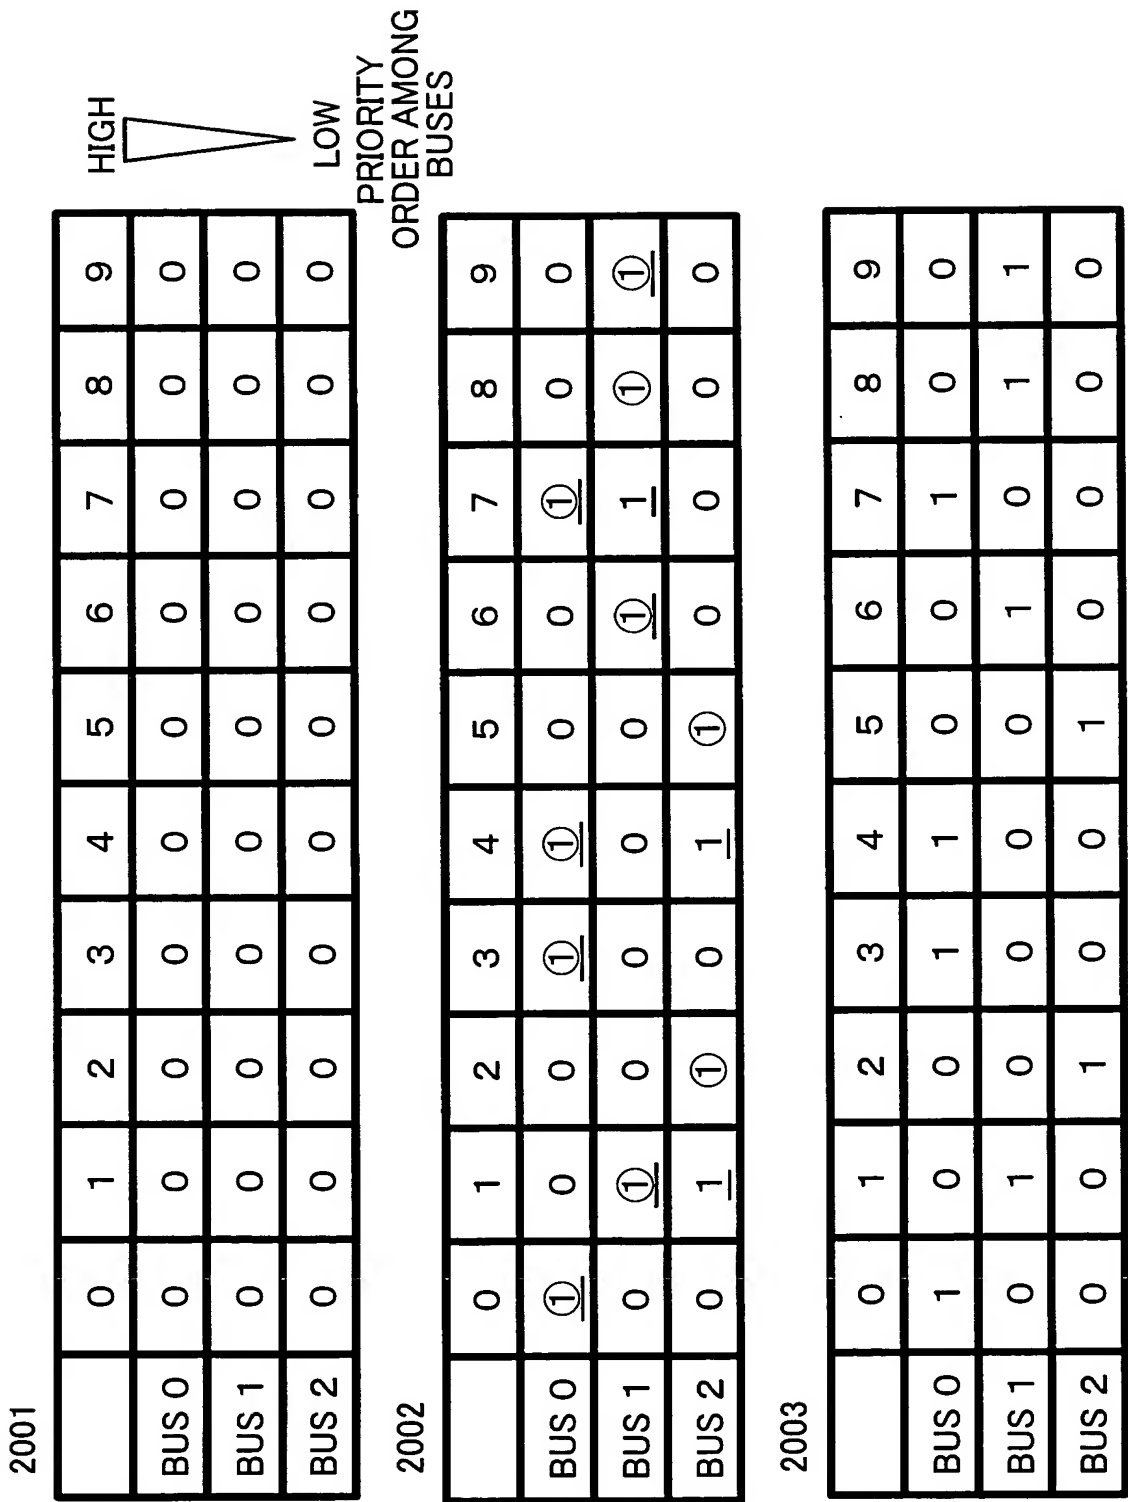 2001
0 1 2 3 4 5 6 7 8 9
BUS 0 0 0 0 0 0 0 0 0 0 0
BUS 1 0 0 0 0 0 0 0 0 0 0
BUS 2 0 0 0 0 0 0 0 0 0 0
HIGH
LOW
PRIORITY
ORDER AMONG
BUSES
2002
0 1 2 3 4 5 6 7 8 9
BUS 0 ① 0 0 ① ① 0 0 ① 0 0
BUS 1 0 ① 0 0 0 0 ① 1 ① ①
BUS 2 0 1 ① 0 1 ① 0 0 0 0
2003
0 1 2 3 4 5 6 7 8 9
BUS 0 1 0 0 1 1 0 0 1 0 0
BUS 1 0 1 0 0 0 0 1 0 1 1
BUS 2 0 0 1 0 0 1 0 0 0 0